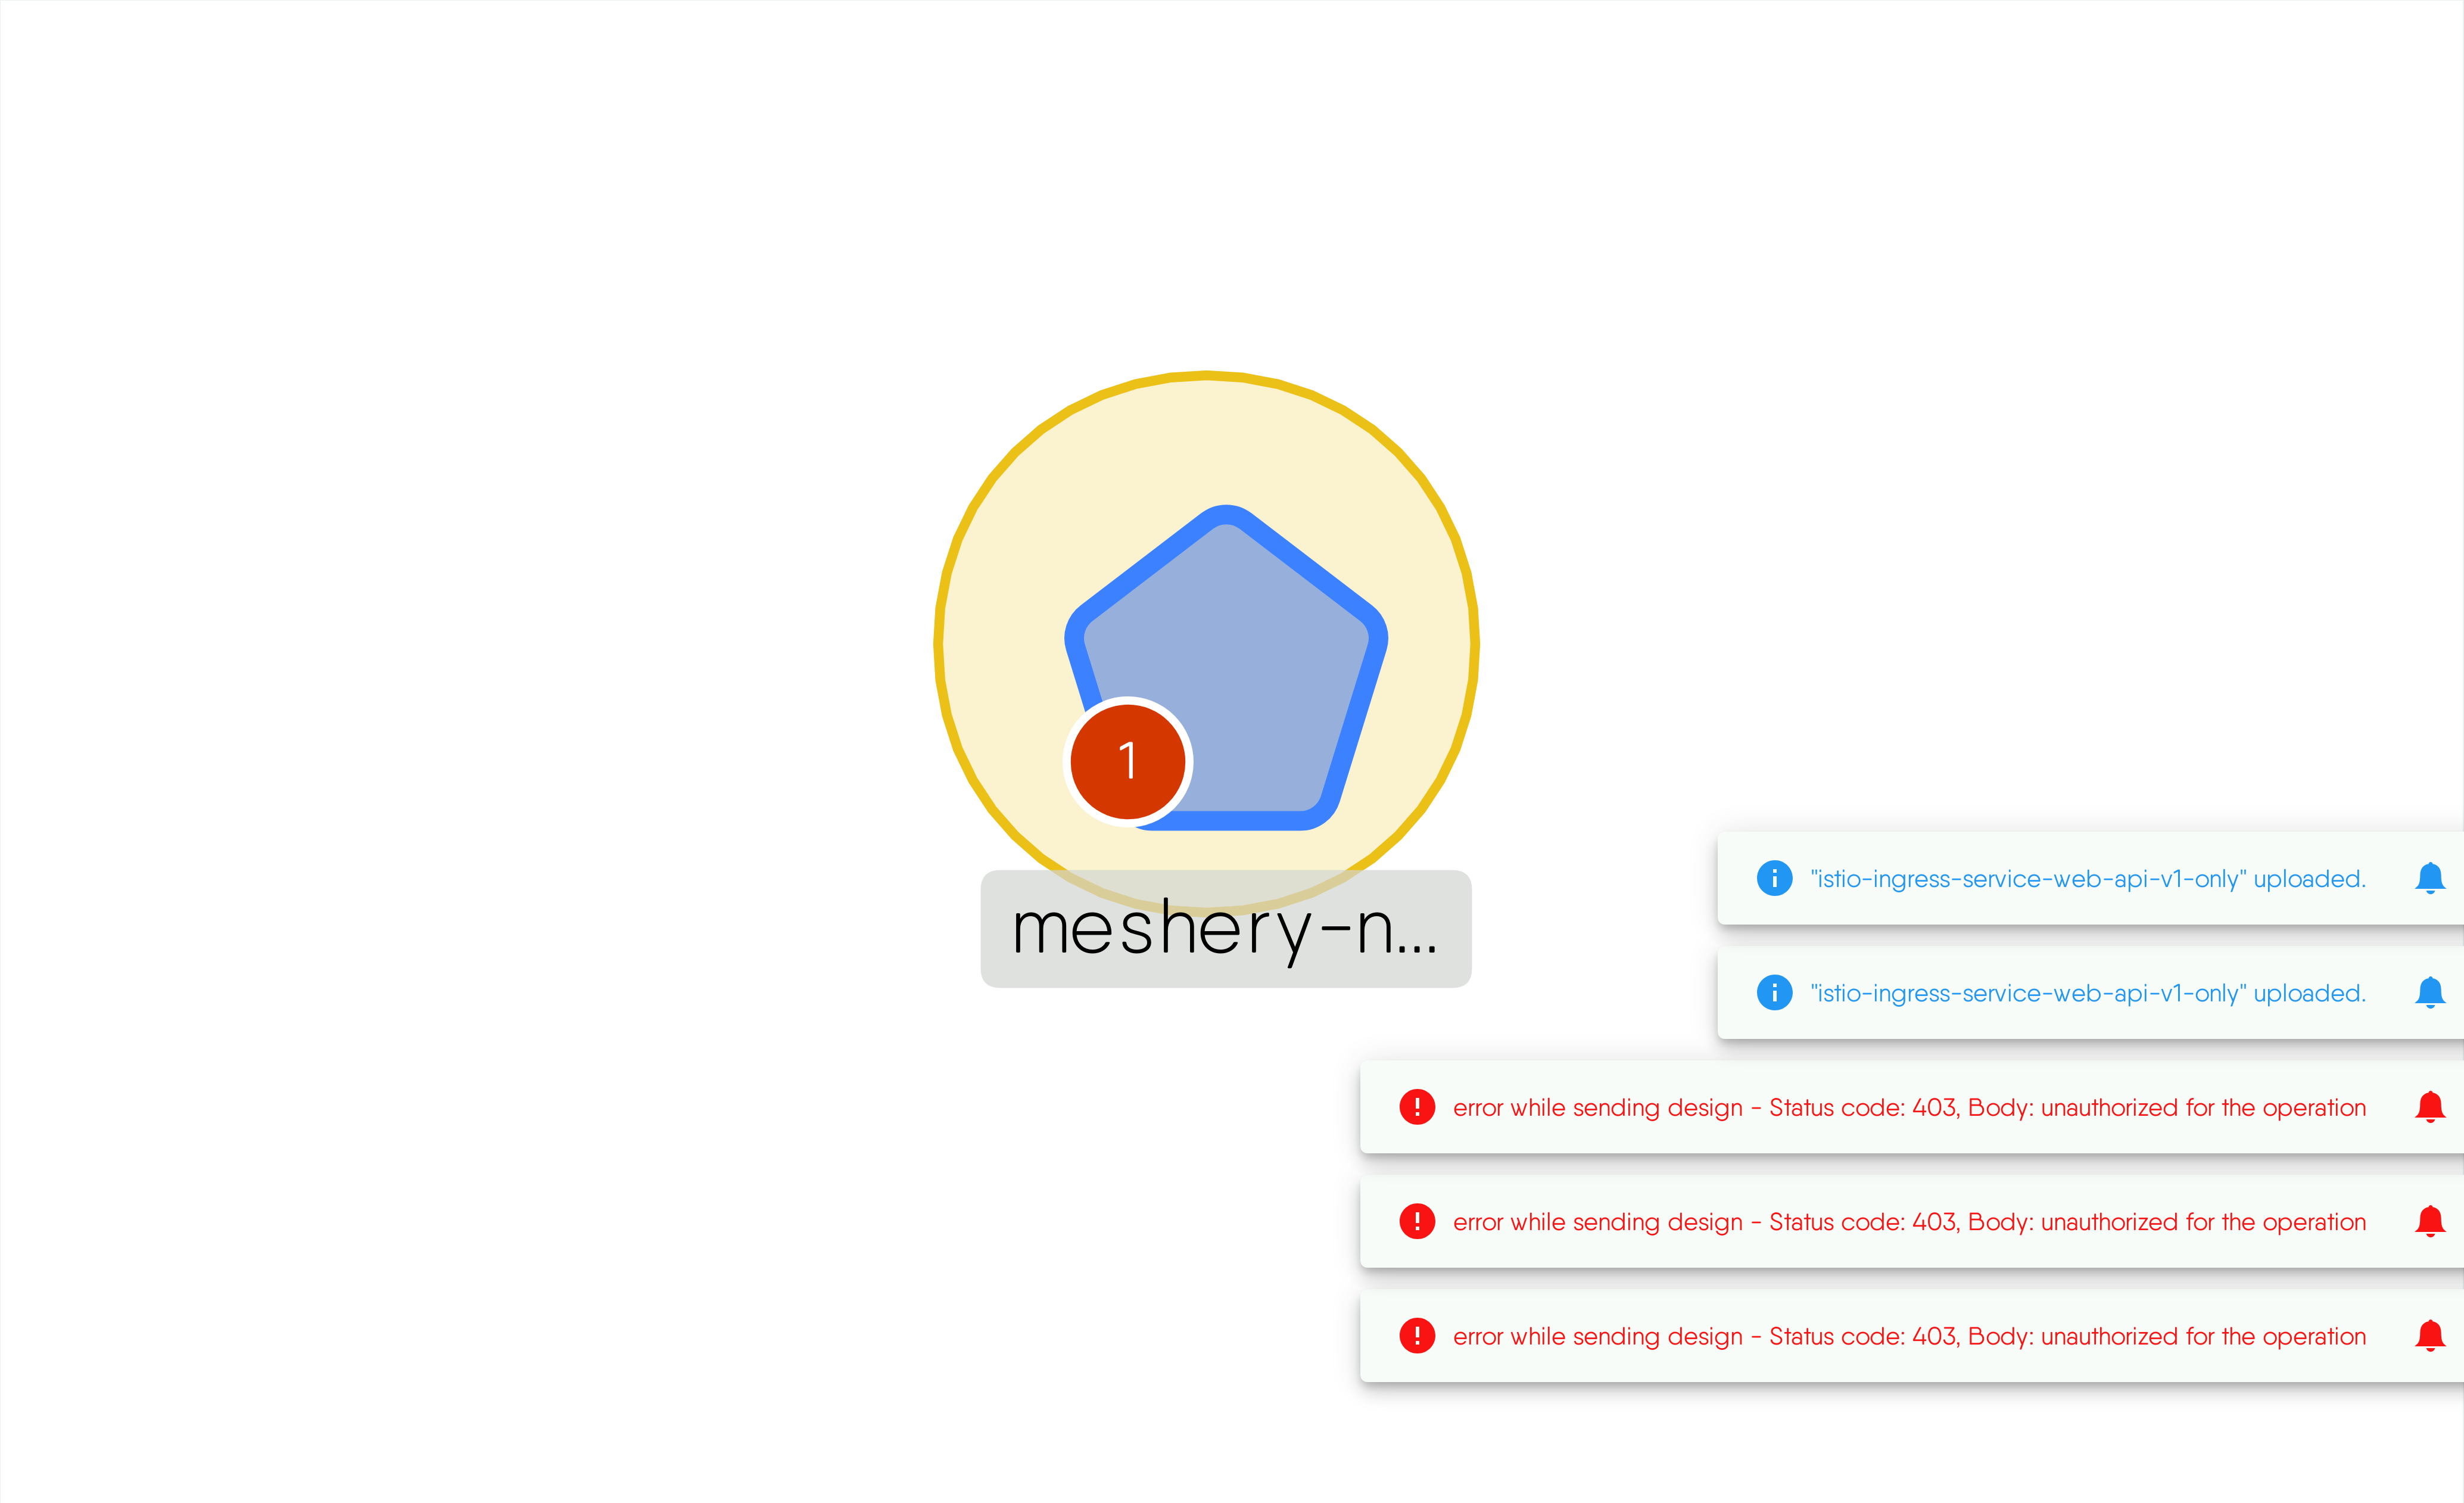 1
meshery-n...
"istio-ingress-service-web-api-v1-only" uploaded.
"istio-ingress-service-web-api-v1-only" uploaded.
error while sending design - Status code: 403, Body: unauthorized for the operation
error while sending design - Status code: 403, Body: unauthorized for the operation
error while sending design - Status code: 403, Body: unauthorized for the operation